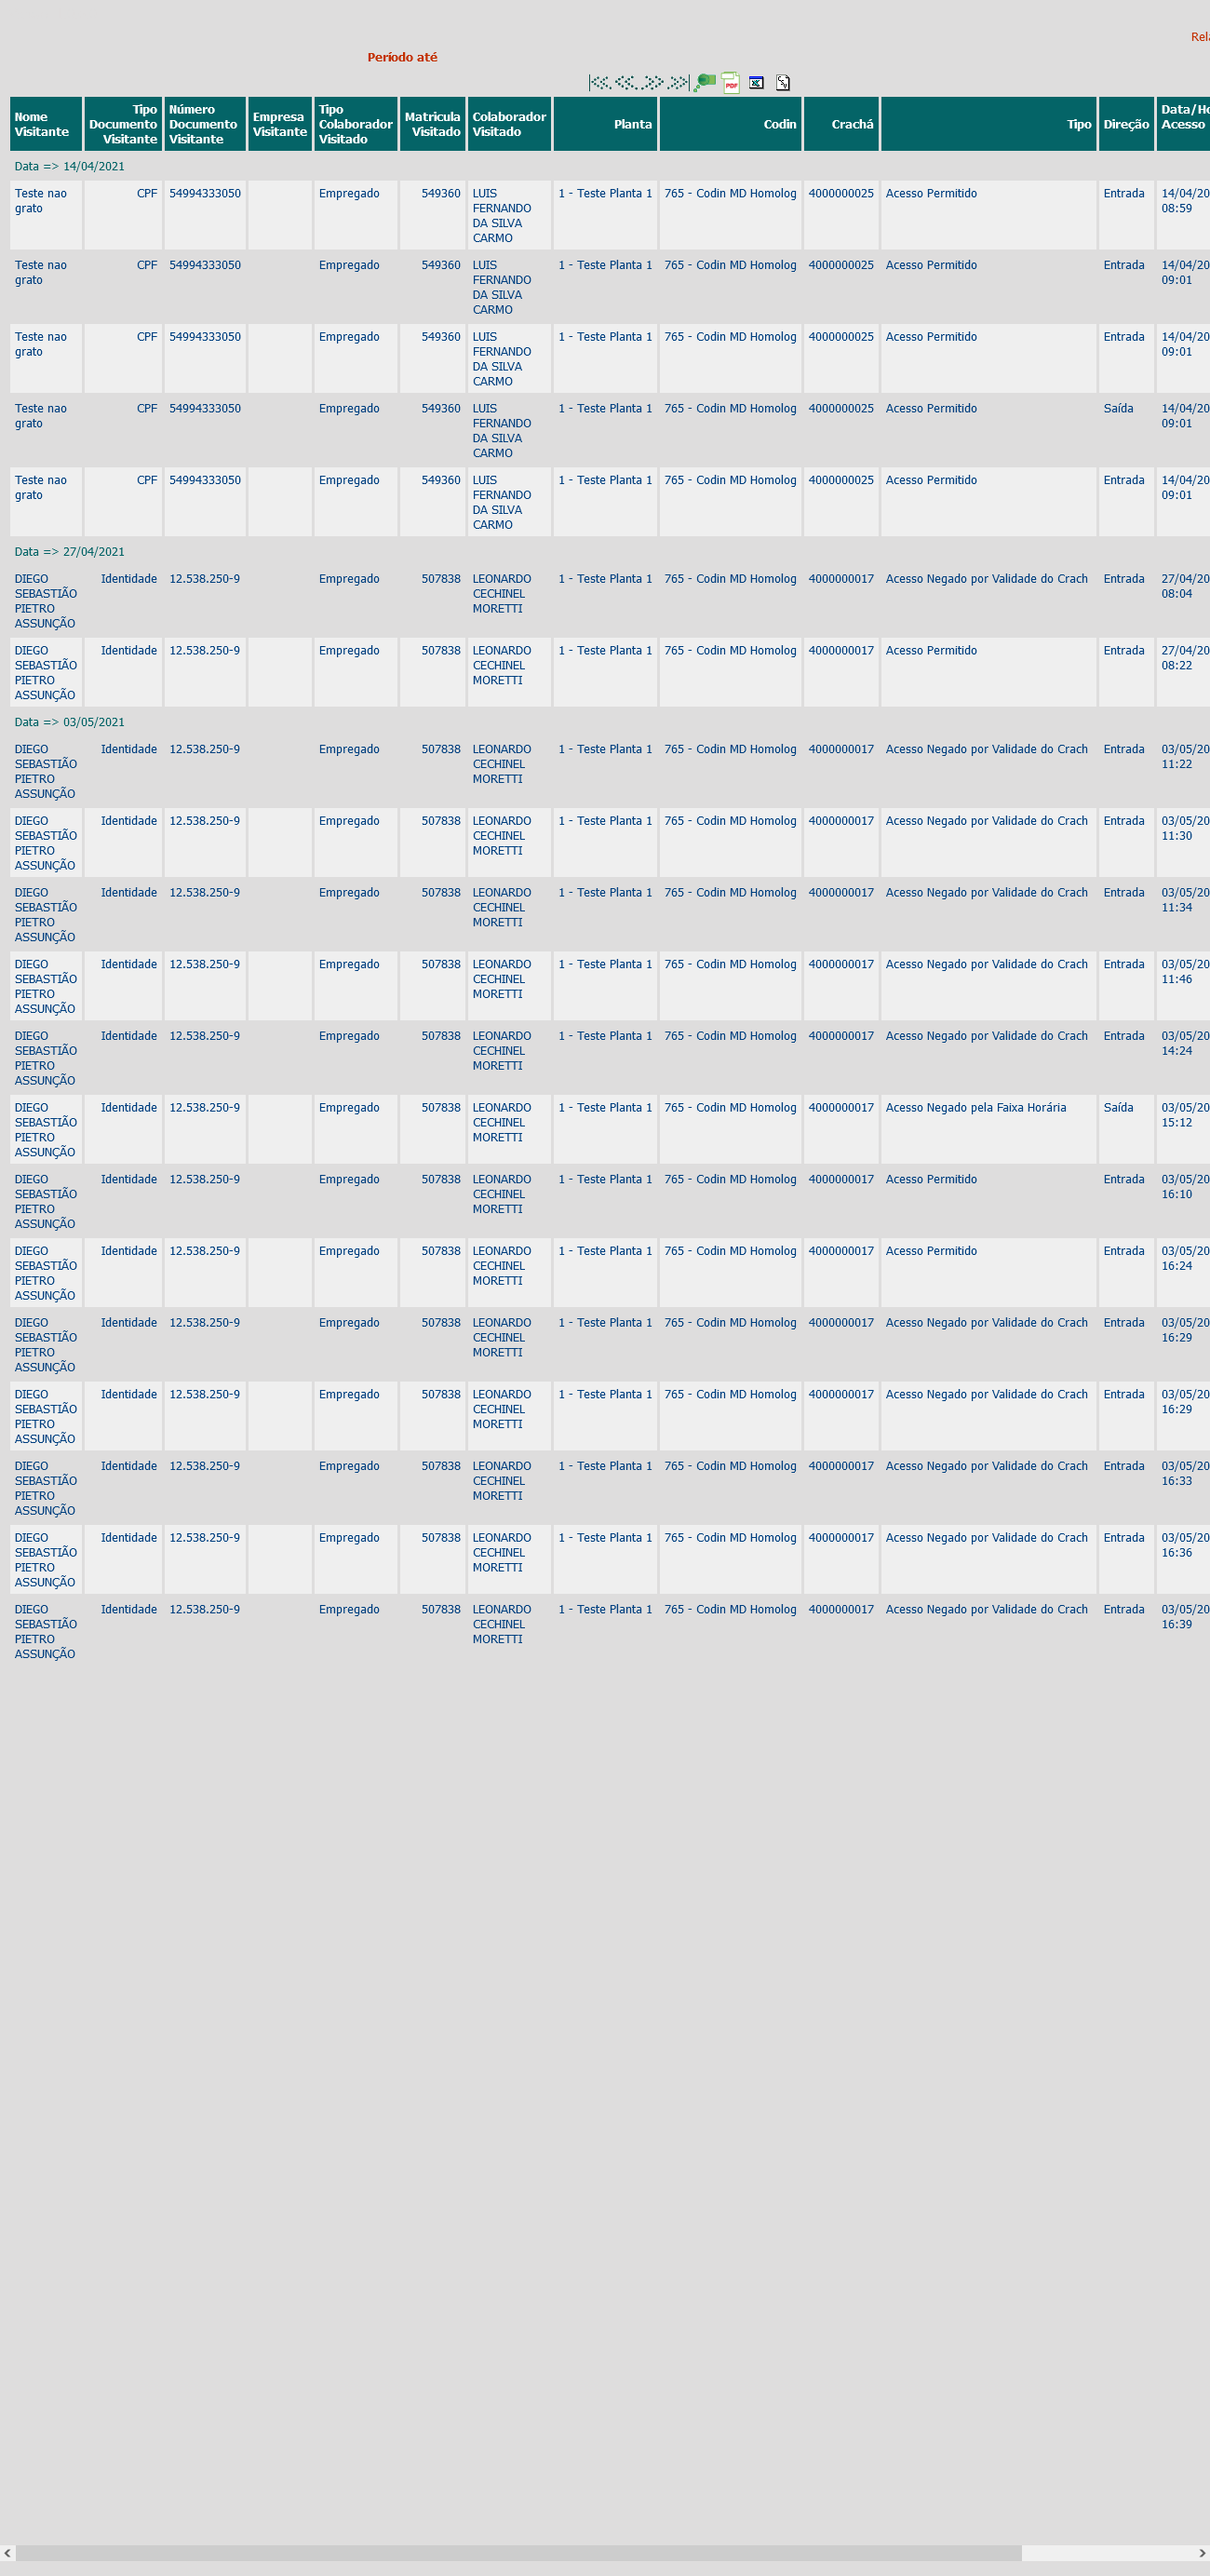 Rela
Período até
Nome Visitante	Tipo Documento Visitante	Número Documento Visitante	Empresa Visitante	Tipo Colaborador Visitado	Matricula Visitado	Colaborador Visitado	Planta	Codin	Crachá	Tipo	Direção	Data/Ho Acesso
Data => 14/04/2021
Teste nao grato	CPF	54994333050		Empregado	549360	LUIS FERNANDO DA SILVA CARMO	1 - Teste Planta 1	765 - Codin MD Homolog	4000000025	Acesso Permitido	Entrada	14/04/20 08:59
Teste nao grato	CPF	54994333050		Empregado	549360	LUIS FERNANDO DA SILVA CARMO	1 - Teste Planta 1	765 - Codin MD Homolog	4000000025	Acesso Permitido	Entrada	14/04/20 09:01
Teste nao grato	CPF	54994333050		Empregado	549360	LUIS FERNANDO DA SILVA CARMO	1 - Teste Planta 1	765 - Codin MD Homolog	4000000025	Acesso Permitido	Entrada	14/04/20 09:01
Teste nao grato	CPF	54994333050		Empregado	549360	LUIS FERNANDO DA SILVA CARMO	1 - Teste Planta 1	765 - Codin MD Homolog	4000000025	Acesso Permitido	Saída	14/04/20 09:01
Teste nao grato	CPF	54994333050		Empregado	549360	LUIS FERNANDO DA SILVA CARMO	1 - Teste Planta 1	765 - Codin MD Homolog	4000000025	Acesso Permitido	Entrada	14/04/20 09:01
Data => 27/04/2021
DIEGO SEBASTIÃO PIETRO ASSUNÇÃO	Identidade	12.538.250-9		Empregado	507838	LEONARDO CECHINEL MORETTI	1 - Teste Planta 1	765 - Codin MD Homolog	4000000017	Acesso Negado por Validade do Crach	Entrada	27/04/20 08:04
DIEGO SEBASTIÃO PIETRO ASSUNÇÃO	Identidade	12.538.250-9		Empregado	507838	LEONARDO CECHINEL MORETTI	1 - Teste Planta 1	765 - Codin MD Homolog	4000000017	Acesso Permitido	Entrada	27/04/20 08:22
Data => 03/05/2021
DIEGO SEBASTIÃO PIETRO ASSUNÇÃO	Identidade	12.538.250-9		Empregado	507838	LEONARDO CECHINEL MORETTI	1 - Teste Planta 1	765 - Codin MD Homolog	4000000017	Acesso Negado por Validade do Crach	Entrada	03/05/20 11:22
DIEGO SEBASTIÃO PIETRO ASSUNÇÃO	Identidade	12.538.250-9		Empregado	507838	LEONARDO CECHINEL MORETTI	1 - Teste Planta 1	765 - Codin MD Homolog	4000000017	Acesso Negado por Validade do Crach	Entrada	03/05/20 11:30
DIEGO SEBASTIÃO PIETRO ASSUNÇÃO	Identidade	12.538.250-9		Empregado	507838	LEONARDO CECHINEL MORETTI	1 - Teste Planta 1	765 - Codin MD Homolog	4000000017	Acesso Negado por Validade do Crach	Entrada	03/05/20 11:34
DIEGO SEBASTIÃO PIETRO ASSUNÇÃO	Identidade	12.538.250-9		Empregado	507838	LEONARDO CECHINEL MORETTI	1 - Teste Planta 1	765 - Codin MD Homolog	4000000017	Acesso Negado por Validade do Crach	Entrada	03/05/20 11:46
DIEGO SEBASTIÃO PIETRO ASSUNÇÃO	Identidade	12.538.250-9		Empregado	507838	LEONARDO CECHINEL MORETTI	1 - Teste Planta 1	765 - Codin MD Homolog	4000000017	Acesso Negado por Validade do Crach	Entrada	03/05/20 14:24
DIEGO SEBASTIÃO PIETRO ASSUNÇÃO	Identidade	12.538.250-9		Empregado	507838	LEONARDO CECHINEL MORETTI	1 - Teste Planta 1	765 - Codin MD Homolog	4000000017	Acesso Negado pela Faixa Horária	Saída	03/05/20 15:12
DIEGO SEBASTIÃO PIETRO ASSUNÇÃO	Identidade	12.538.250-9		Empregado	507838	LEONARDO CECHINEL MORETTI	1 - Teste Planta 1	765 - Codin MD Homolog	4000000017	Acesso Permitido	Entrada	03/05/20 16:10
DIEGO SEBASTIÃO PIETRO ASSUNÇÃO	Identidade	12.538.250-9		Empregado	507838	LEONARDO CECHINEL MORETTI	1 - Teste Planta 1	765 - Codin MD Homolog	4000000017	Acesso Permitido	Entrada	03/05/20 16:24
DIEGO SEBASTIÃO PIETRO ASSUNÇÃO	Identidade	12.538.250-9		Empregado	507838	LEONARDO CECHINEL MORETTI	1 - Teste Planta 1	765 - Codin MD Homolog	4000000017	Acesso Negado por Validade do Crach	Entrada	03/05/20 16:29
DIEGO SEBASTIÃO PIETRO ASSUNÇÃO	Identidade	12.538.250-9		Empregado	507838	LEONARDO CECHINEL MORETTI	1 - Teste Planta 1	765 - Codin MD Homolog	4000000017	Acesso Negado por Validade do Crach	Entrada	03/05/20 16:29
DIEGO SEBASTIÃO PIETRO ASSUNÇÃO	Identidade	12.538.250-9		Empregado	507838	LEONARDO CECHINEL MORETTI	1 - Teste Planta 1	765 - Codin MD Homolog	4000000017	Acesso Negado por Validade do Crach	Entrada	03/05/20 16:33
DIEGO SEBASTIÃO PIETRO ASSUNÇÃO	Identidade	12.538.250-9		Empregado	507838	LEONARDO CECHINEL MORETTI	1 - Teste Planta 1	765 - Codin MD Homolog	4000000017	Acesso Negado por Validade do Crach	Entrada	03/05/20 16:36
DIEGO SEBASTIÃO PIETRO ASSUNÇÃO	Identidade	12.538.250-9		Empregado	507838	LEONARDO CECHINEL MORETTI	1 - Teste Planta 1	765 - Codin MD Homolog	4000000017	Acesso Negado por Validade do Crach	Entrada	03/05/20 16:39